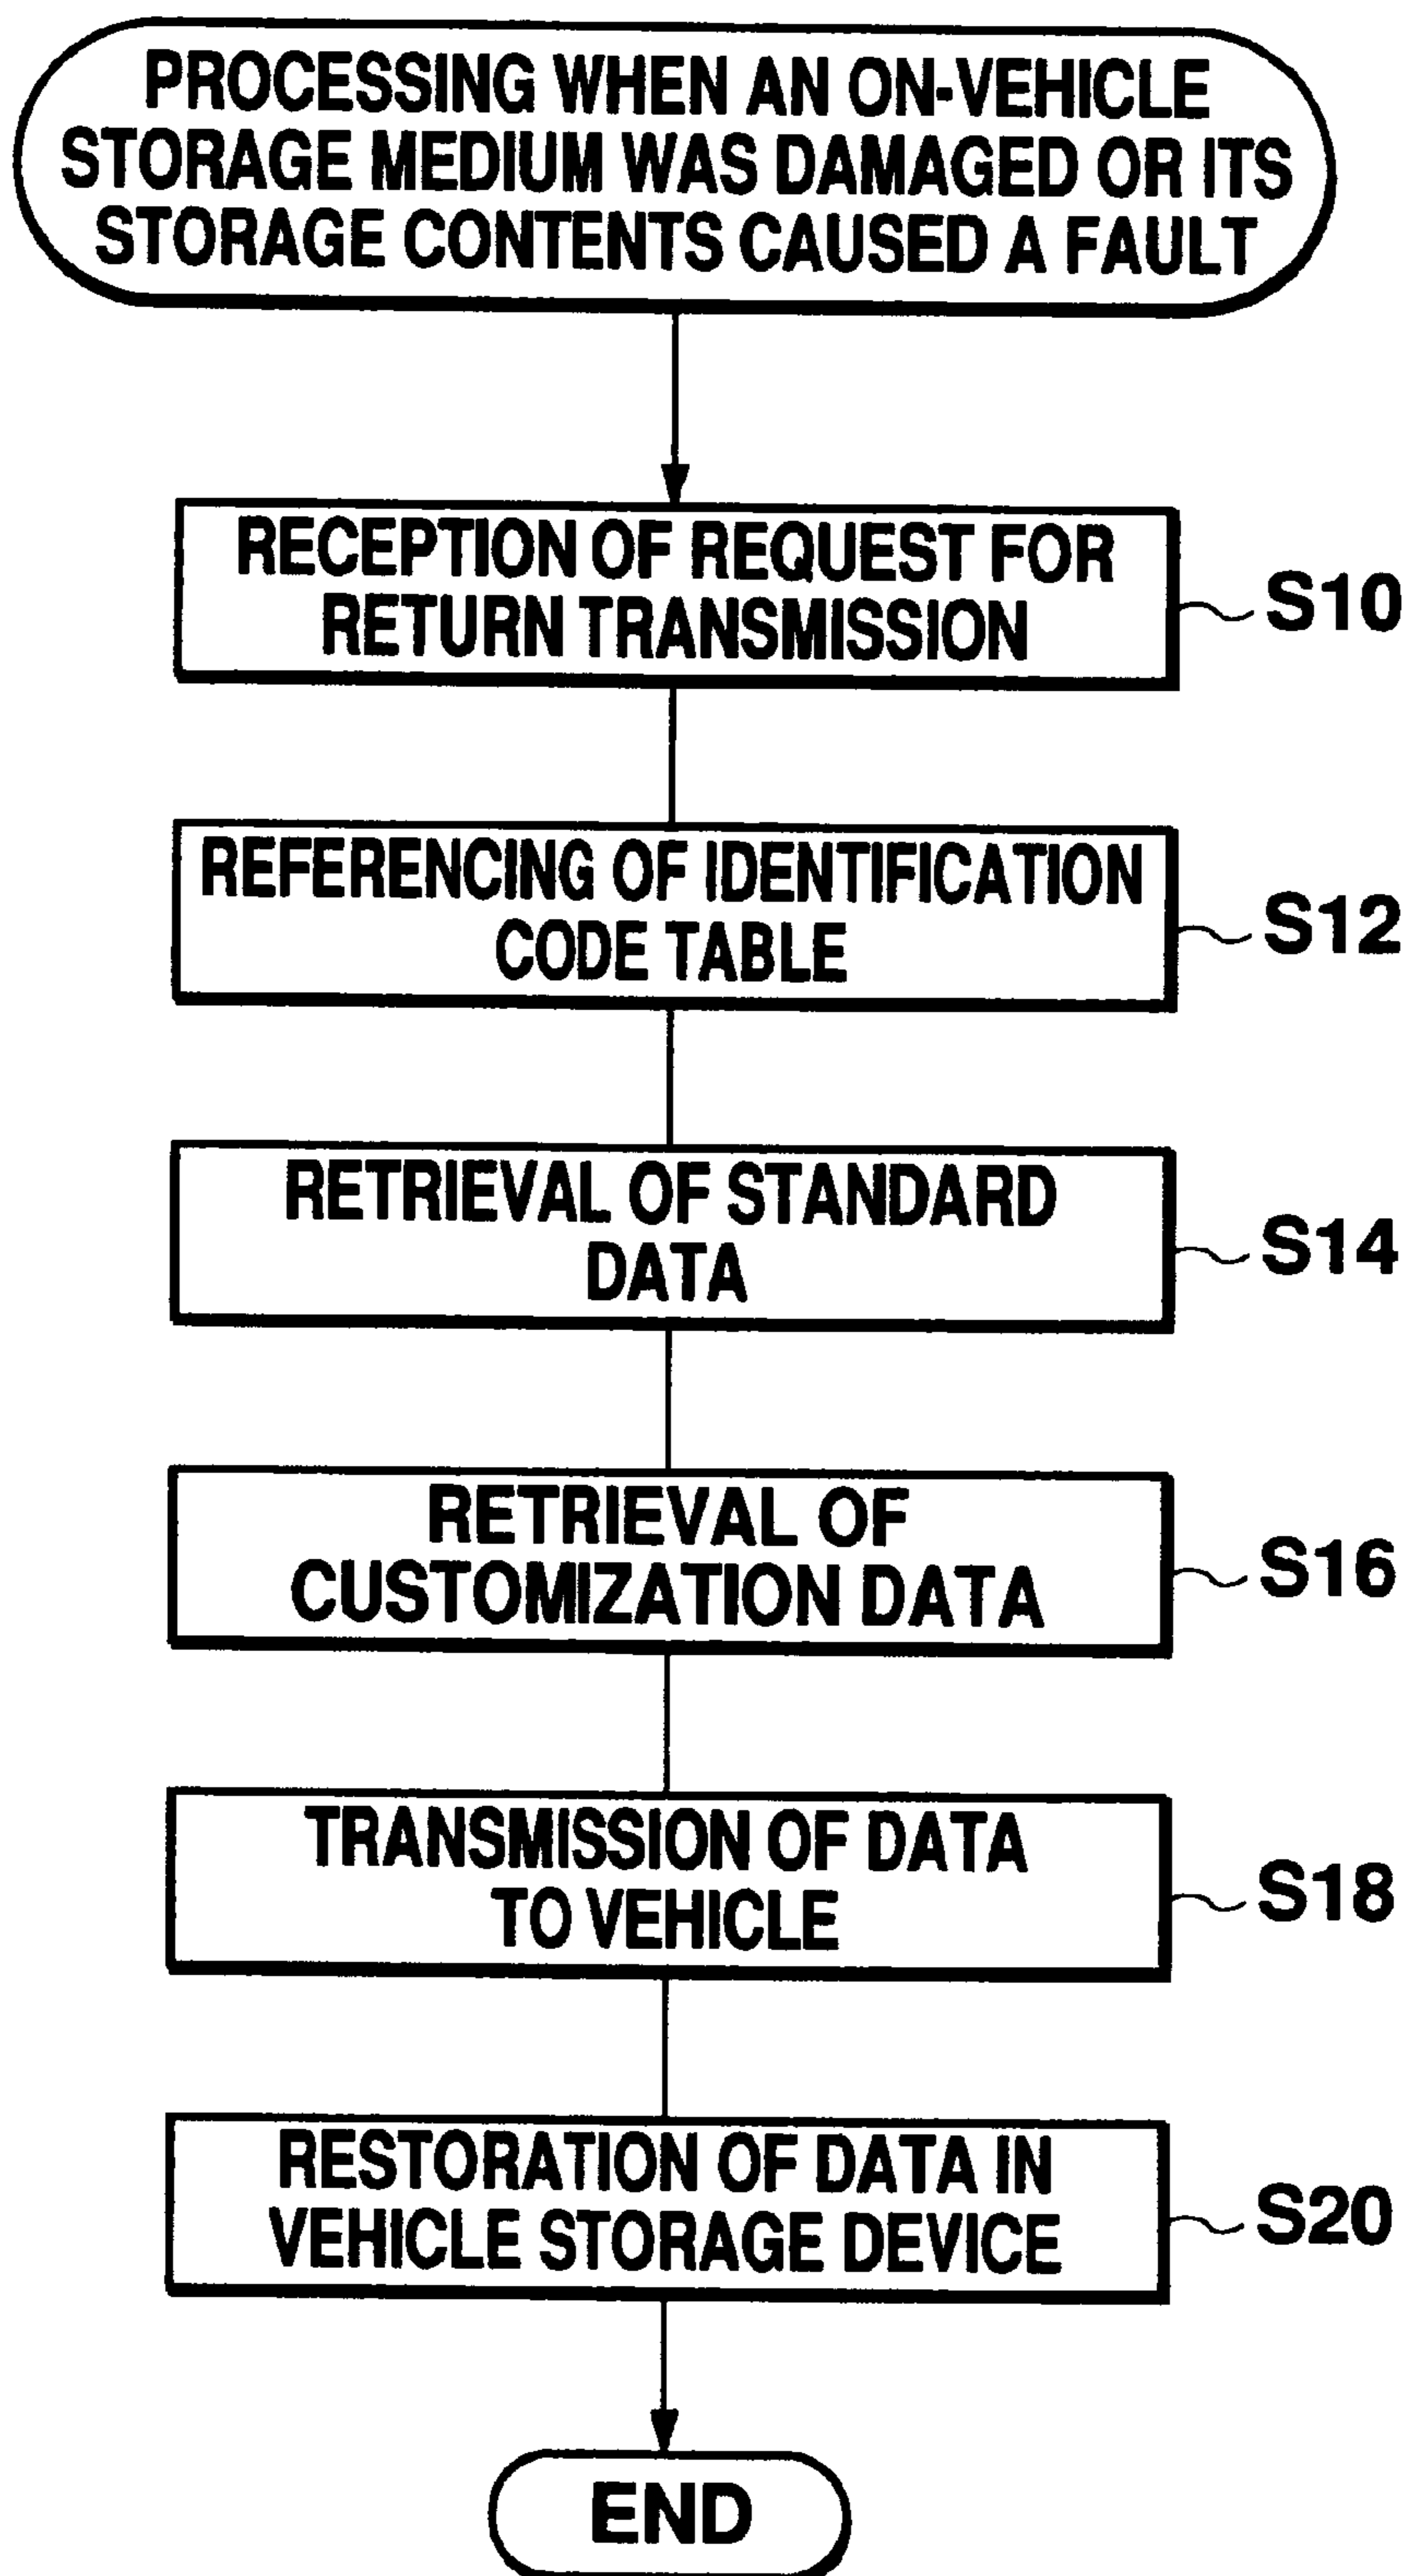 PROCESSING WHEN AN ON-VEHICLE
STORAGE MEDIUM WAS DAMAGED OR ITS
STORAGE CONTENTS CAUSED A FAULT
RECEPTION OF REQUEST FOR
RETURN TRANSMISSION
S10
REFERENCING OF IDENTIFICATION
CODE TABLE
S12
RETRIEVAL OF STANDARD
DATA
S14
RETRIEVAL OF
CUSTOMIZATION DATA
S16
TRANSMISSION OF DATA
TO VEHICLE
S18
RESTORATION OF DATA IN
VEHICLE STORAGE DEVICE
S20
END